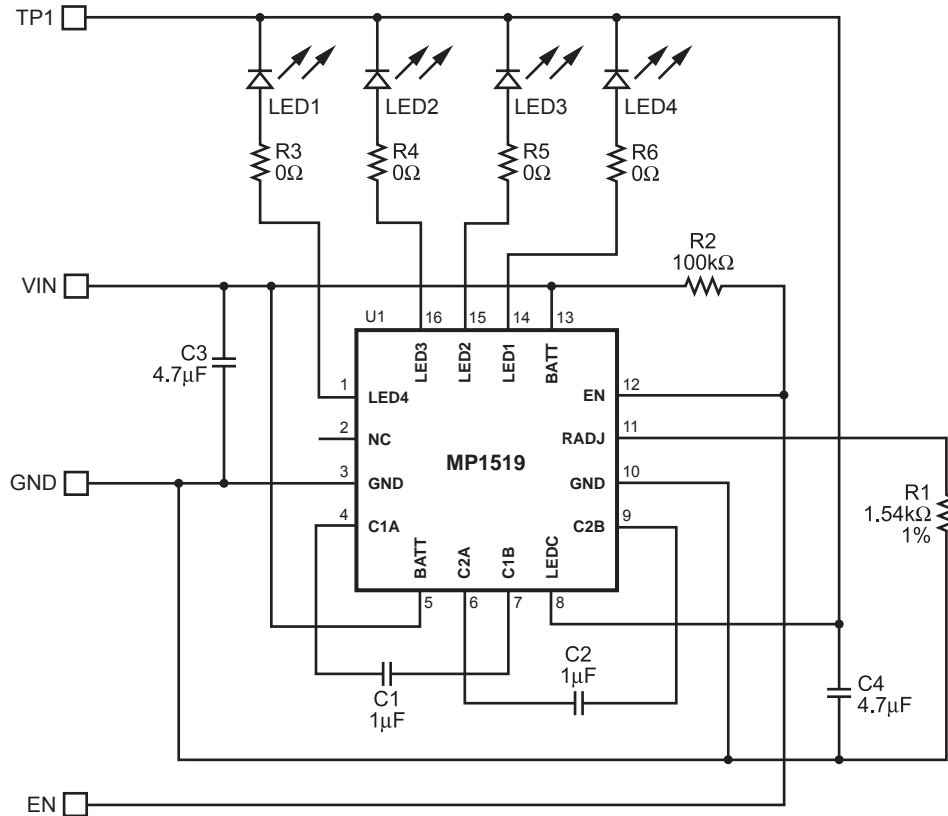 TP1
LED1
LED2
LED3
LED4
R3
0Ω
R4
0Ω
R5
0Ω
R6
0Ω
R2
100kΩ
VIN
C3
4.7μF
U1
16
15
14
13
LED3
LED2
LED1
BATT
1
LED4
2
NC
3
GND
4
C1A
MP1519
12
EN
11
RADJ
10
GND
9
C2B
GND
R1
1.54kΩ
1%
BATT
C2A
C1B
LEDC
5
6
7
8
C1
1μF
C2
1μF
C4
4.7μF
EN